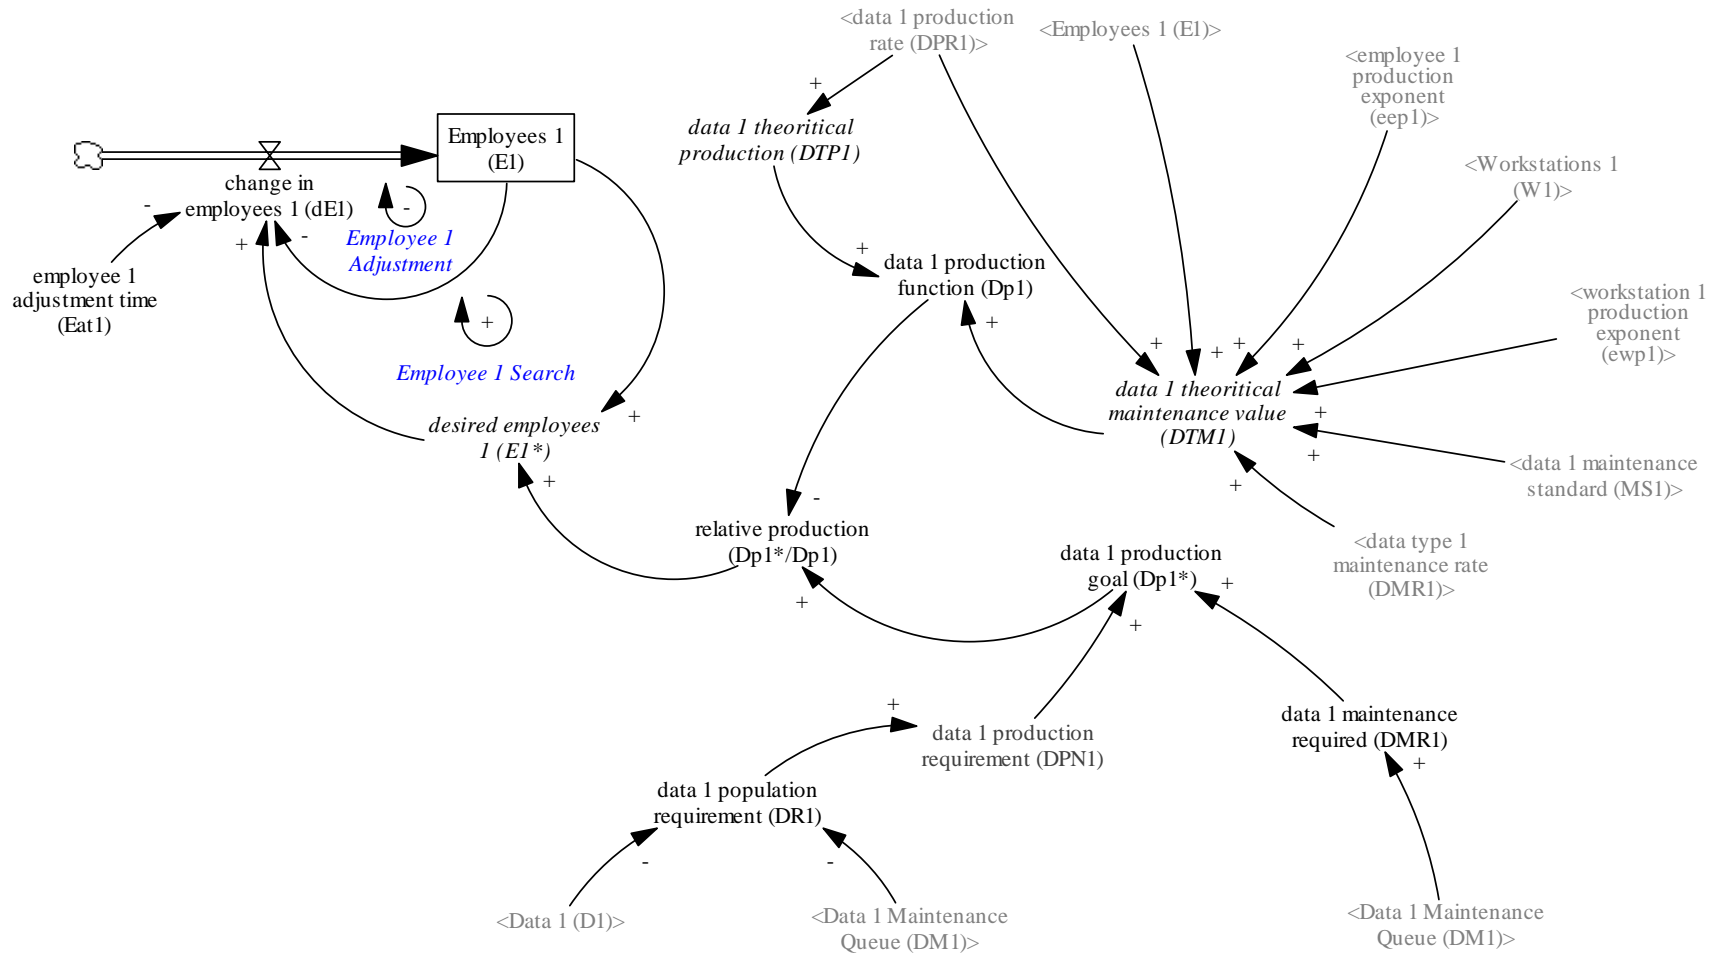 <data 1 production
rate (DPR1)>
<Employees 1 (E1)>
<employee 1
production
exponent
(eep1)>
Employees 1
(E1)
data 1 theoritical
production (DTP1)
<Workstations 1
(W1)>
change in
employees 1 (dE1)
-
+
-
-
+
Employee 1
Adjustment
employee 1
adjustment time
(Eat1)
+
data 1 production
function (Dp1)
+
<workstation 1
production
exponent
(ewp1)>
+
Employee 1 Search
+
+
+
+
data 1 theoritical
maintenance value
(DTM1)
+
+
+
desired employees
1 (E1*)
+
+
<data 1 maintenance
standard (MS1)>
-
relative production
(Dp1*/Dp1)
+
data 1 production
goal (Dp1*)
+
+
<data type 1
maintenance rate
(DMR1)>
data 1 maintenance
required (DMR1)
+
+
data 1 production
requirement (DPN1)
data 1 population
requirement (DR1)
-
-
<Data 1 (D1)>
<Data 1 Maintenance
Queue (DM1)>
<Data 1 Maintenance
Queue (DM1)>